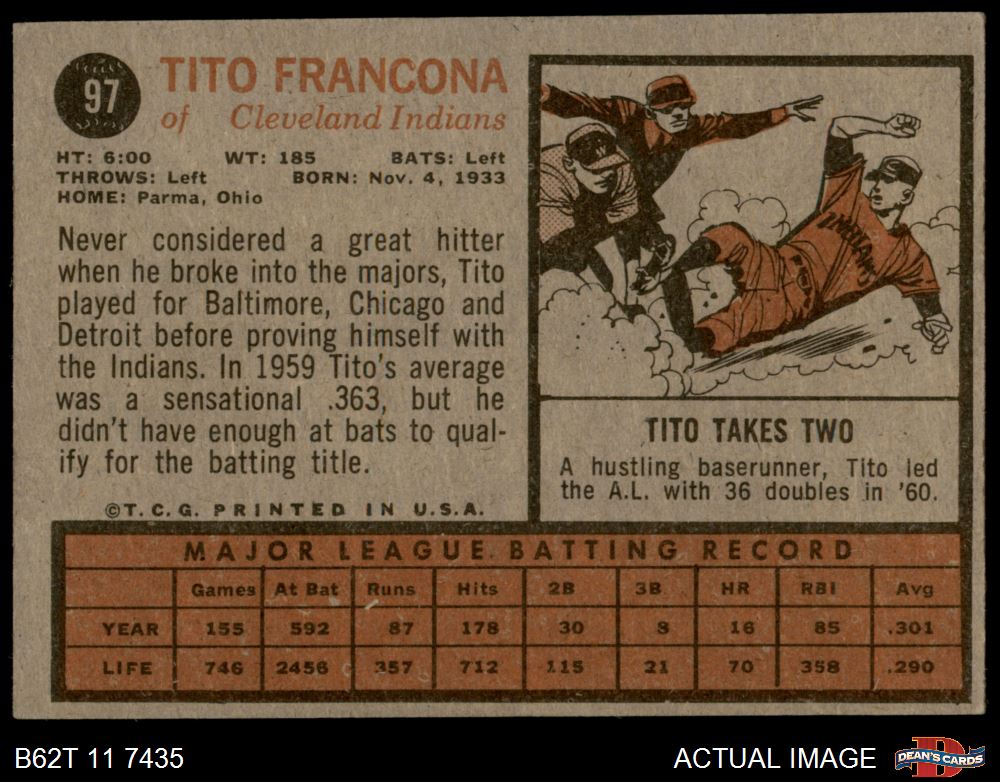 97
TITO FRANCONA
of Cleveland Indians
HT: 6:00 WT: 185 BATS: Left
THROWS: Left BORN: Nov. 4, 1933
HOME: Parma, Ohio
Never considered a great hitter
when he broke into the majors, Tito
played for Baltimore, Chicago and
Detroit before proving himself with
the Indians. In 1959 Tito's average
was a sensational .363, but he
didn't have enough at bats to qual-
ify for the batting title.
©T.C.G. PRINTED IN U.S.A.
INDIANS
TITO TAKES TWO
A hustling baserunner, Tito led
the A.L. with 36 doubles in '60.
MAJOR LEAGUE BATTING RECORD
Games At Bat Runs Hits 2B 3B HR RBI Avg
YEAR 155 592 87 178 30 8 16 85 .301
LIFE 746 2456 357 712 115 21 70 358 .290
B62T 11 7435
ACTUAL IMAGE
D
DEAN'S CARDS